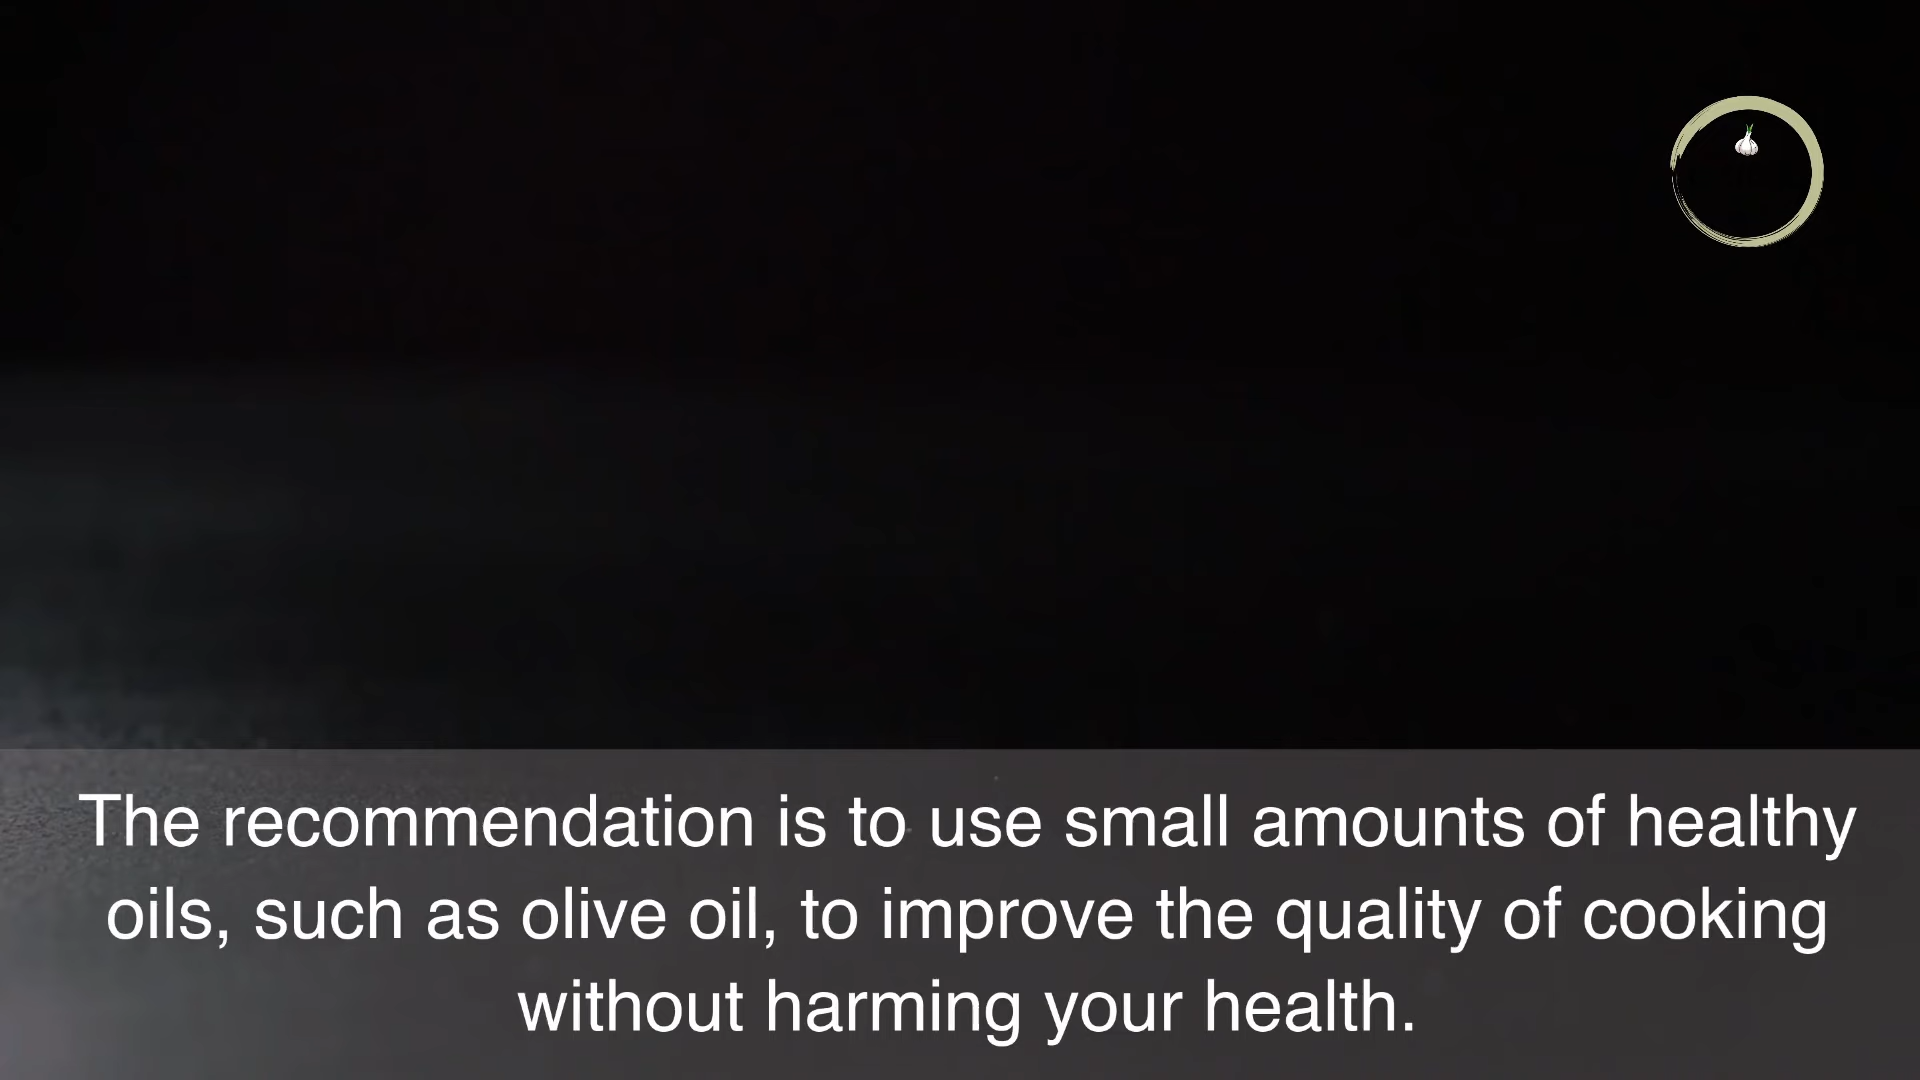 The recommendation is to use small amounts of healthy
oils, such as olive oil, to improve the quality of cooking
without harming your health.